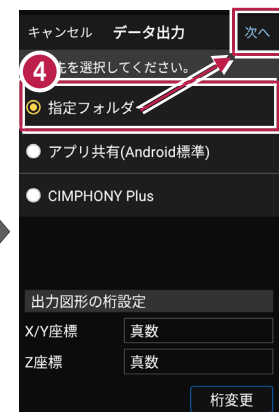 キャンセル データ出力 次へ
④先を選択してください。
指定フォルダー
アプリ共有(Android標準)
CIMPHONY Plus
出力図形の桁設定
X/Y座標 真数
Z座標 真数
桁変更